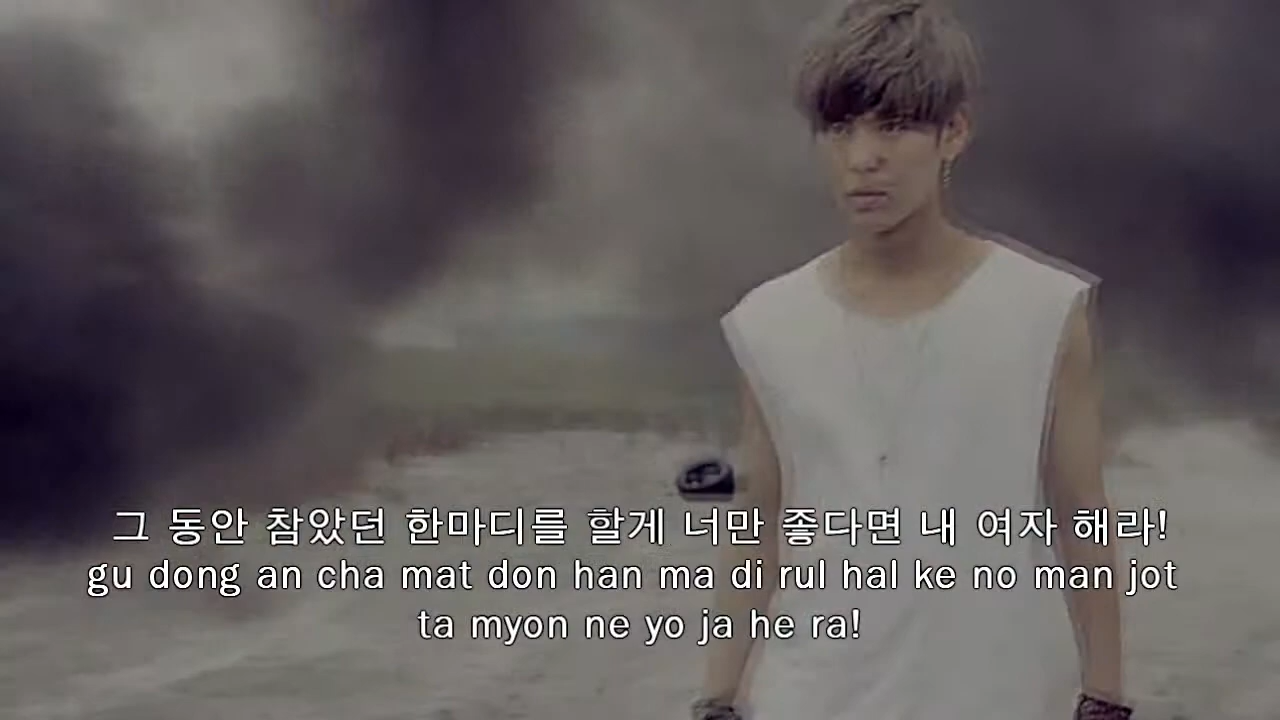 그 동안 참았던 한마디를 할게 너만 좋다면 내 여자 해라!
gu dong an cha mat don han ma di rul hal ke no man jot
ta myon ne yo ja he ra!